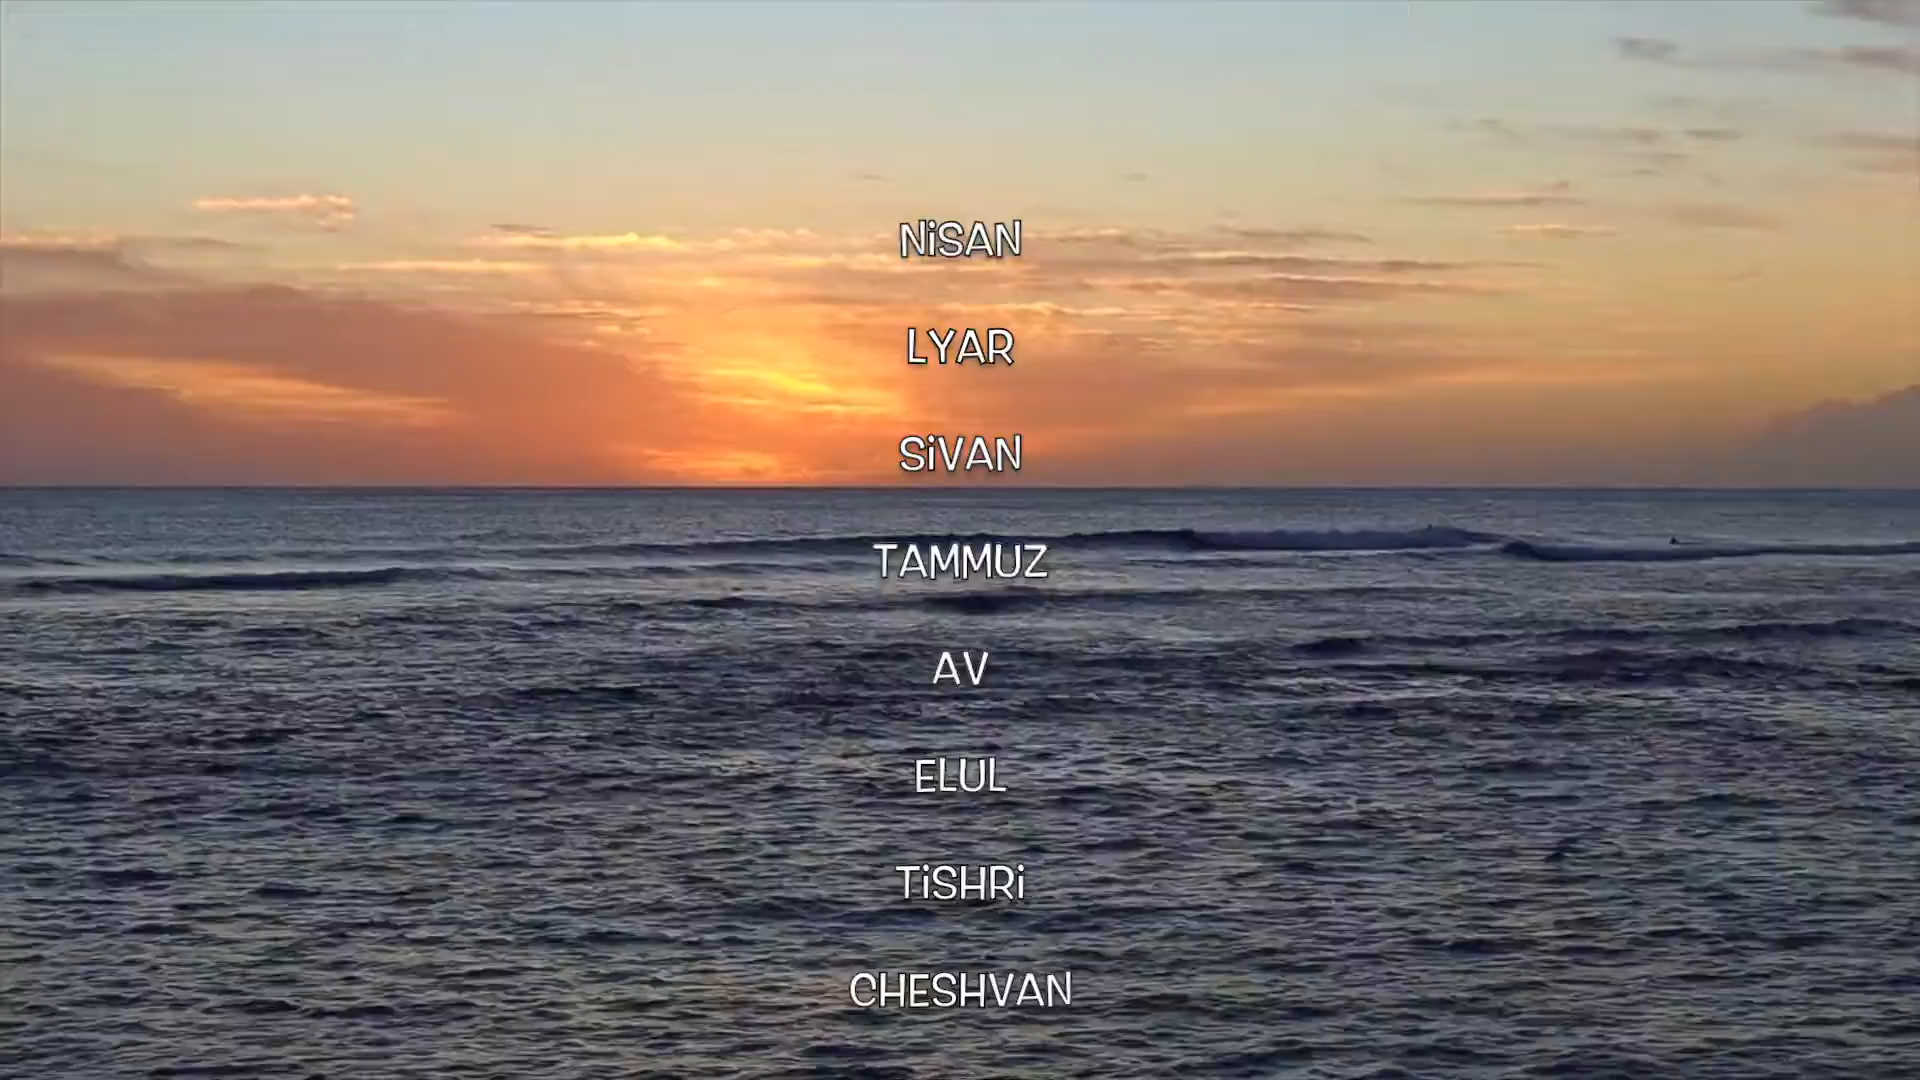 NiSAN
LYAR
SiVAN
TAMMUZ
AV
ELUL
TiSHRi
CHESHVAN